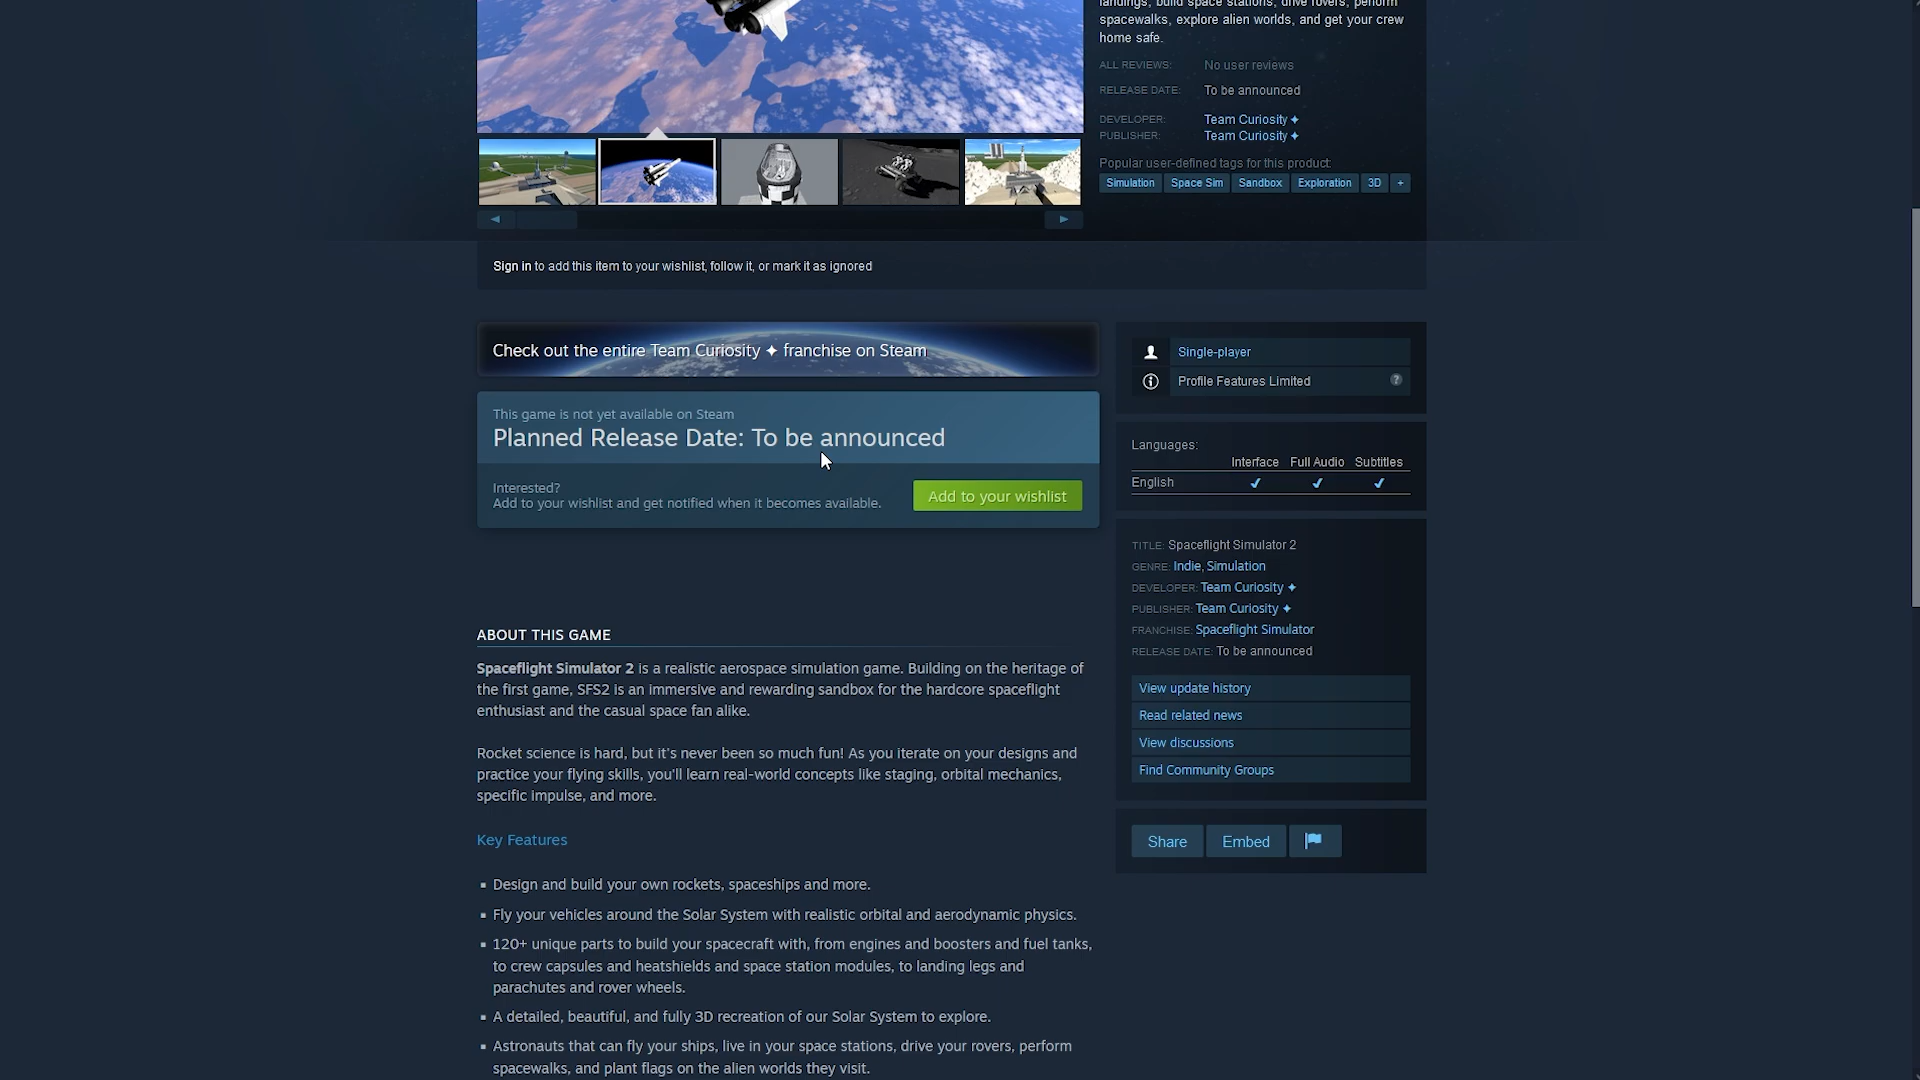 landings, build space stations, drive rovers, perform
spacewalks, explore alien worlds, and get your crew
home safe.
ALL REVIEWS: No user reviews
RELEASE DATE: To be announced
DEVELOPER: Team Curiosity ✦
PUBLISHER: Team Curiosity ✦
Popular user-defined tags for this product:
Simulation Space Sim Sandbox Exploration 3D +
Sign in to add this item to your wishlist, follow it, or mark it as ignored
Check out the entire Team Curiosity ✦ franchise on Steam
This game is not yet available on Steam
Planned Release Date: To be announced
Interested?
Add to your wishlist and get notified when it becomes available.
Add to your wishlist
ABOUT THIS GAME
Spaceflight Simulator 2 is a realistic aerospace simulation game. Building on the heritage of
the first game, SFS2 is an immersive and rewarding sandbox for the hardcore spaceflight
enthusiast and the casual space fan alike.
Rocket science is hard, but it's never been so much fun! As you iterate on your designs and
practice your flying skills, you'll learn real-world concepts like staging, orbital mechanics,
specific impulse, and more.
Key Features
▪ Design and build your own rockets, spaceships and more.
▪ Fly your vehicles around the Solar System with realistic orbital and aerodynamic physics.
▪ 120+ unique parts to build your spacecraft with, from engines and boosters and fuel tanks,
to crew capsules and heatshields and space station modules, to landing legs and
parachutes and rover wheels.
▪ A detailed, beautiful, and fully 3D recreation of our Solar System to explore.
▪ Astronauts that can fly your ships, live in your space stations, drive your rovers, perform
spacewalks, and plant flags on the alien worlds they visit.
Single-player
Profile Features Limited ?
Languages:
Interface Full Audio Subtitles
English ✔ ✔ ✔
TITLE: Spaceflight Simulator 2
GENRE: Indie, Simulation
DEVELOPER: Team Curiosity ✦
PUBLISHER: Team Curiosity ✦
FRANCHISE: Spaceflight Simulator
RELEASE DATE: To be announced
View update history
Read related news
View discussions
Find Community Groups
Share Embed